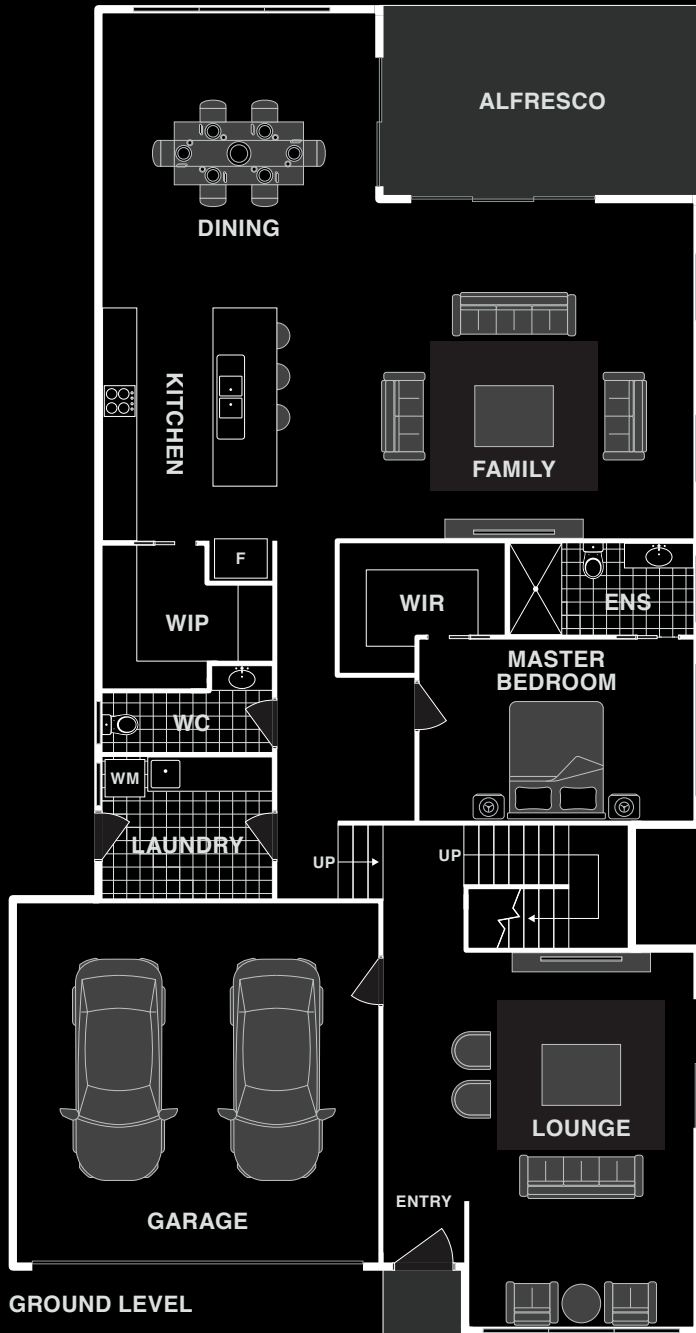 ALFRESCO
DINING
KITCHEN
FAMILY
F
WIP
WIR
ENS
MASTER
BEDROOM
WC
WM
LAUNDRY
UP
UP
LOUNGE
ENTRY
GARAGE
GROUND LEVEL